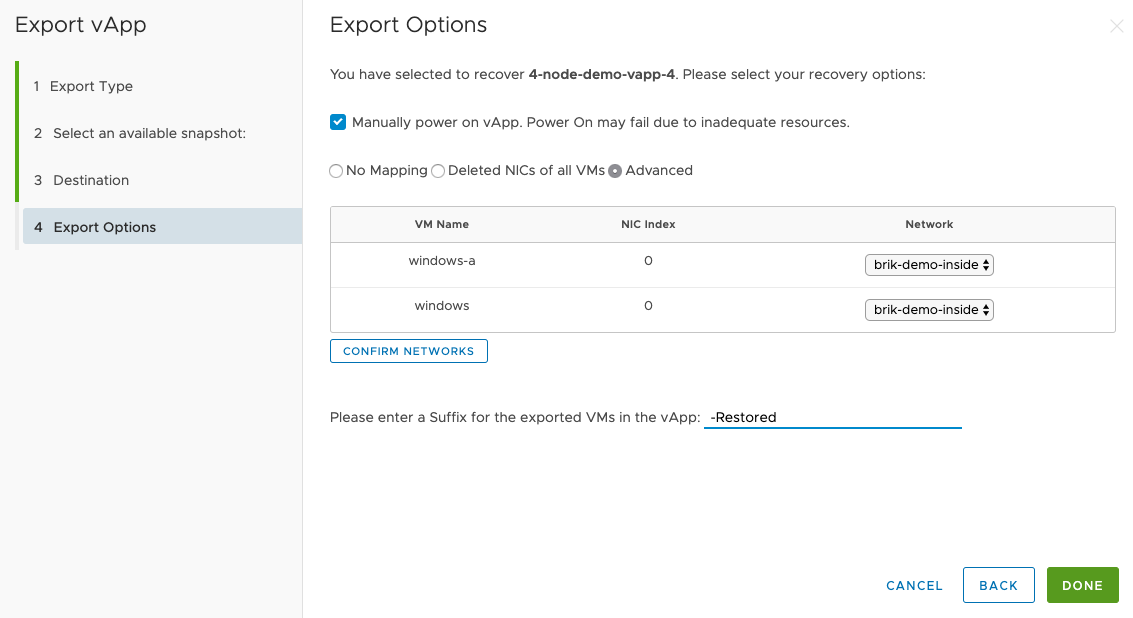 Export vApp
1 Export Type
2 Select an available snapshot:
3 Destination
4 Export Options
Export Options
You have selected to recover 4-node-demo-vapp-4. Please select your recovery options:
Manually power on vApp. Power On may fail due to inadequate resources.
No Mapping Deleted NICs of all VMs Advanced
VM Name NIC Index Network
windows-a 0 brik-demo-inside
windows 0 brik-demo-inside
CONFIRM NETWORKS
Please enter a Suffix for the exported VMs in the vApp: -Restored
CANCEL BACK DONE